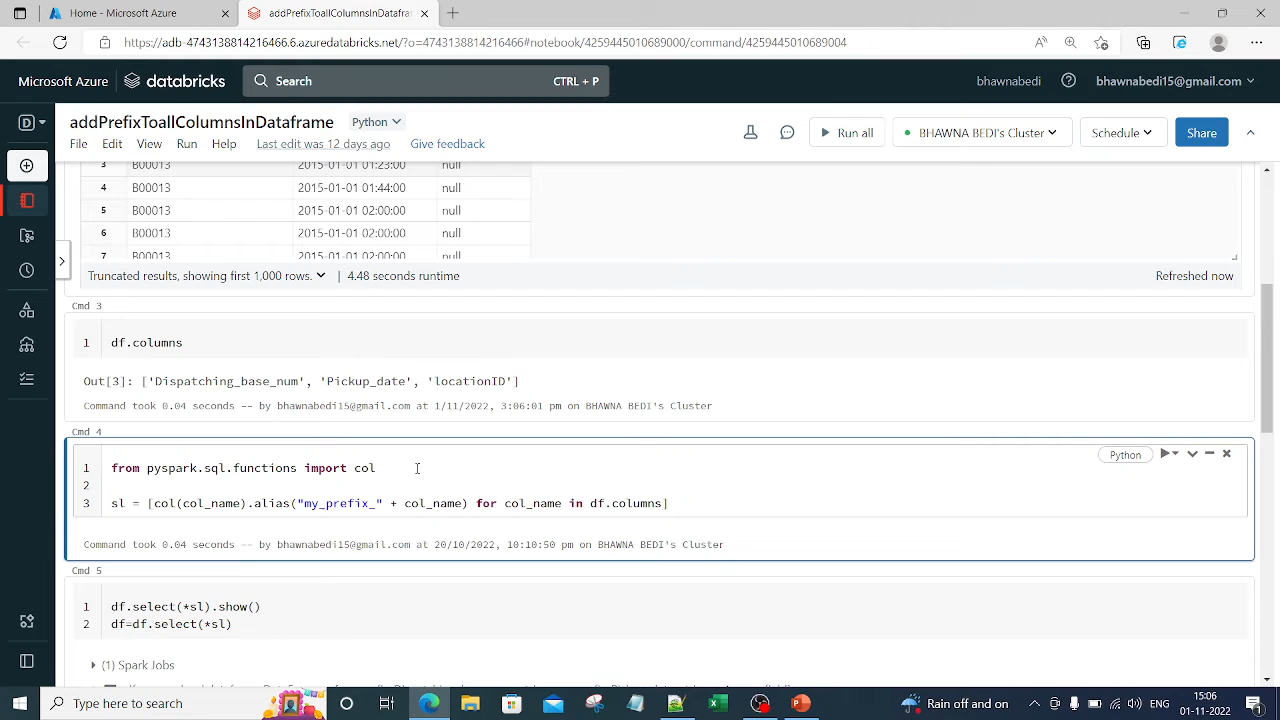 Home - Microsoft Azure
addPrefixToallColumnsInDatafra
https://adb-4743138814216466.6.azuredatabricks.net/?o=4743138814216466#notebook/4259445010689000/command/4259445010689004
Microsoft Azure
databricks
Search
CTRL + P
bhawnabedi
bhawnabedi15@gmail.com
D
addPrefixToallColumnsInDataframe
Python
File Edit View Run Help Last edit was 12 days ago Give feedback
Run all
BHAWNA BEDI's Cluster
Schedule
Share
3 B00013 2015-01-01 01:23:00 null
4 B00013 2015-01-01 01:44:00 null
5 B00013 2015-01-01 02:00:00 null
6 B00013 2015-01-01 02:00:00 null
7 B00013 2015-01-01 02:00:00 null
Truncated results, showing first 1,000 rows. | 4.48 seconds runtime
Refreshed now
Cmd 3
1 df.columns
Out[3]: ['Dispatching_base_num', 'Pickup_date', 'locationID']
Command took 0.04 seconds -- by bhawnabedi15@gmail.com at 1/11/2022, 3:06:01 pm on BHAWNA BEDI's Cluster
Cmd 4
Python
1 from pyspark.sql.functions import col
2
3 sl = [col(col_name).alias("my_prefix_" + col_name) for col_name in df.columns]
Command took 0.04 seconds -- by bhawnabedi15@gmail.com at 20/10/2022, 10:10:50 pm on BHAWNA BEDI's Cluster
Cmd 5
1 df.select(*sl).show()
2 df=df.select(*sl)
(1) Spark Jobs
Type here to search
Rain off and on
ENG
15:06
01-11-2022